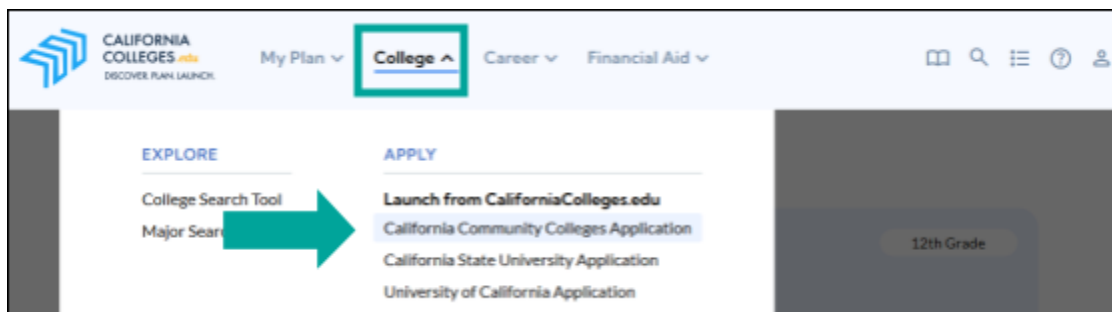 CALIFORNIA
COLLEGES.edu
DISCOVER. PLAN. LAUNCH.
My Plan
College
Career
Financial Aid
EXPLORE
College Search Tool
Major
APPLY
Launch from CaliforniaColleges.edu
California Community Colleges Application
California State University Application
University of California Application
12th Grade